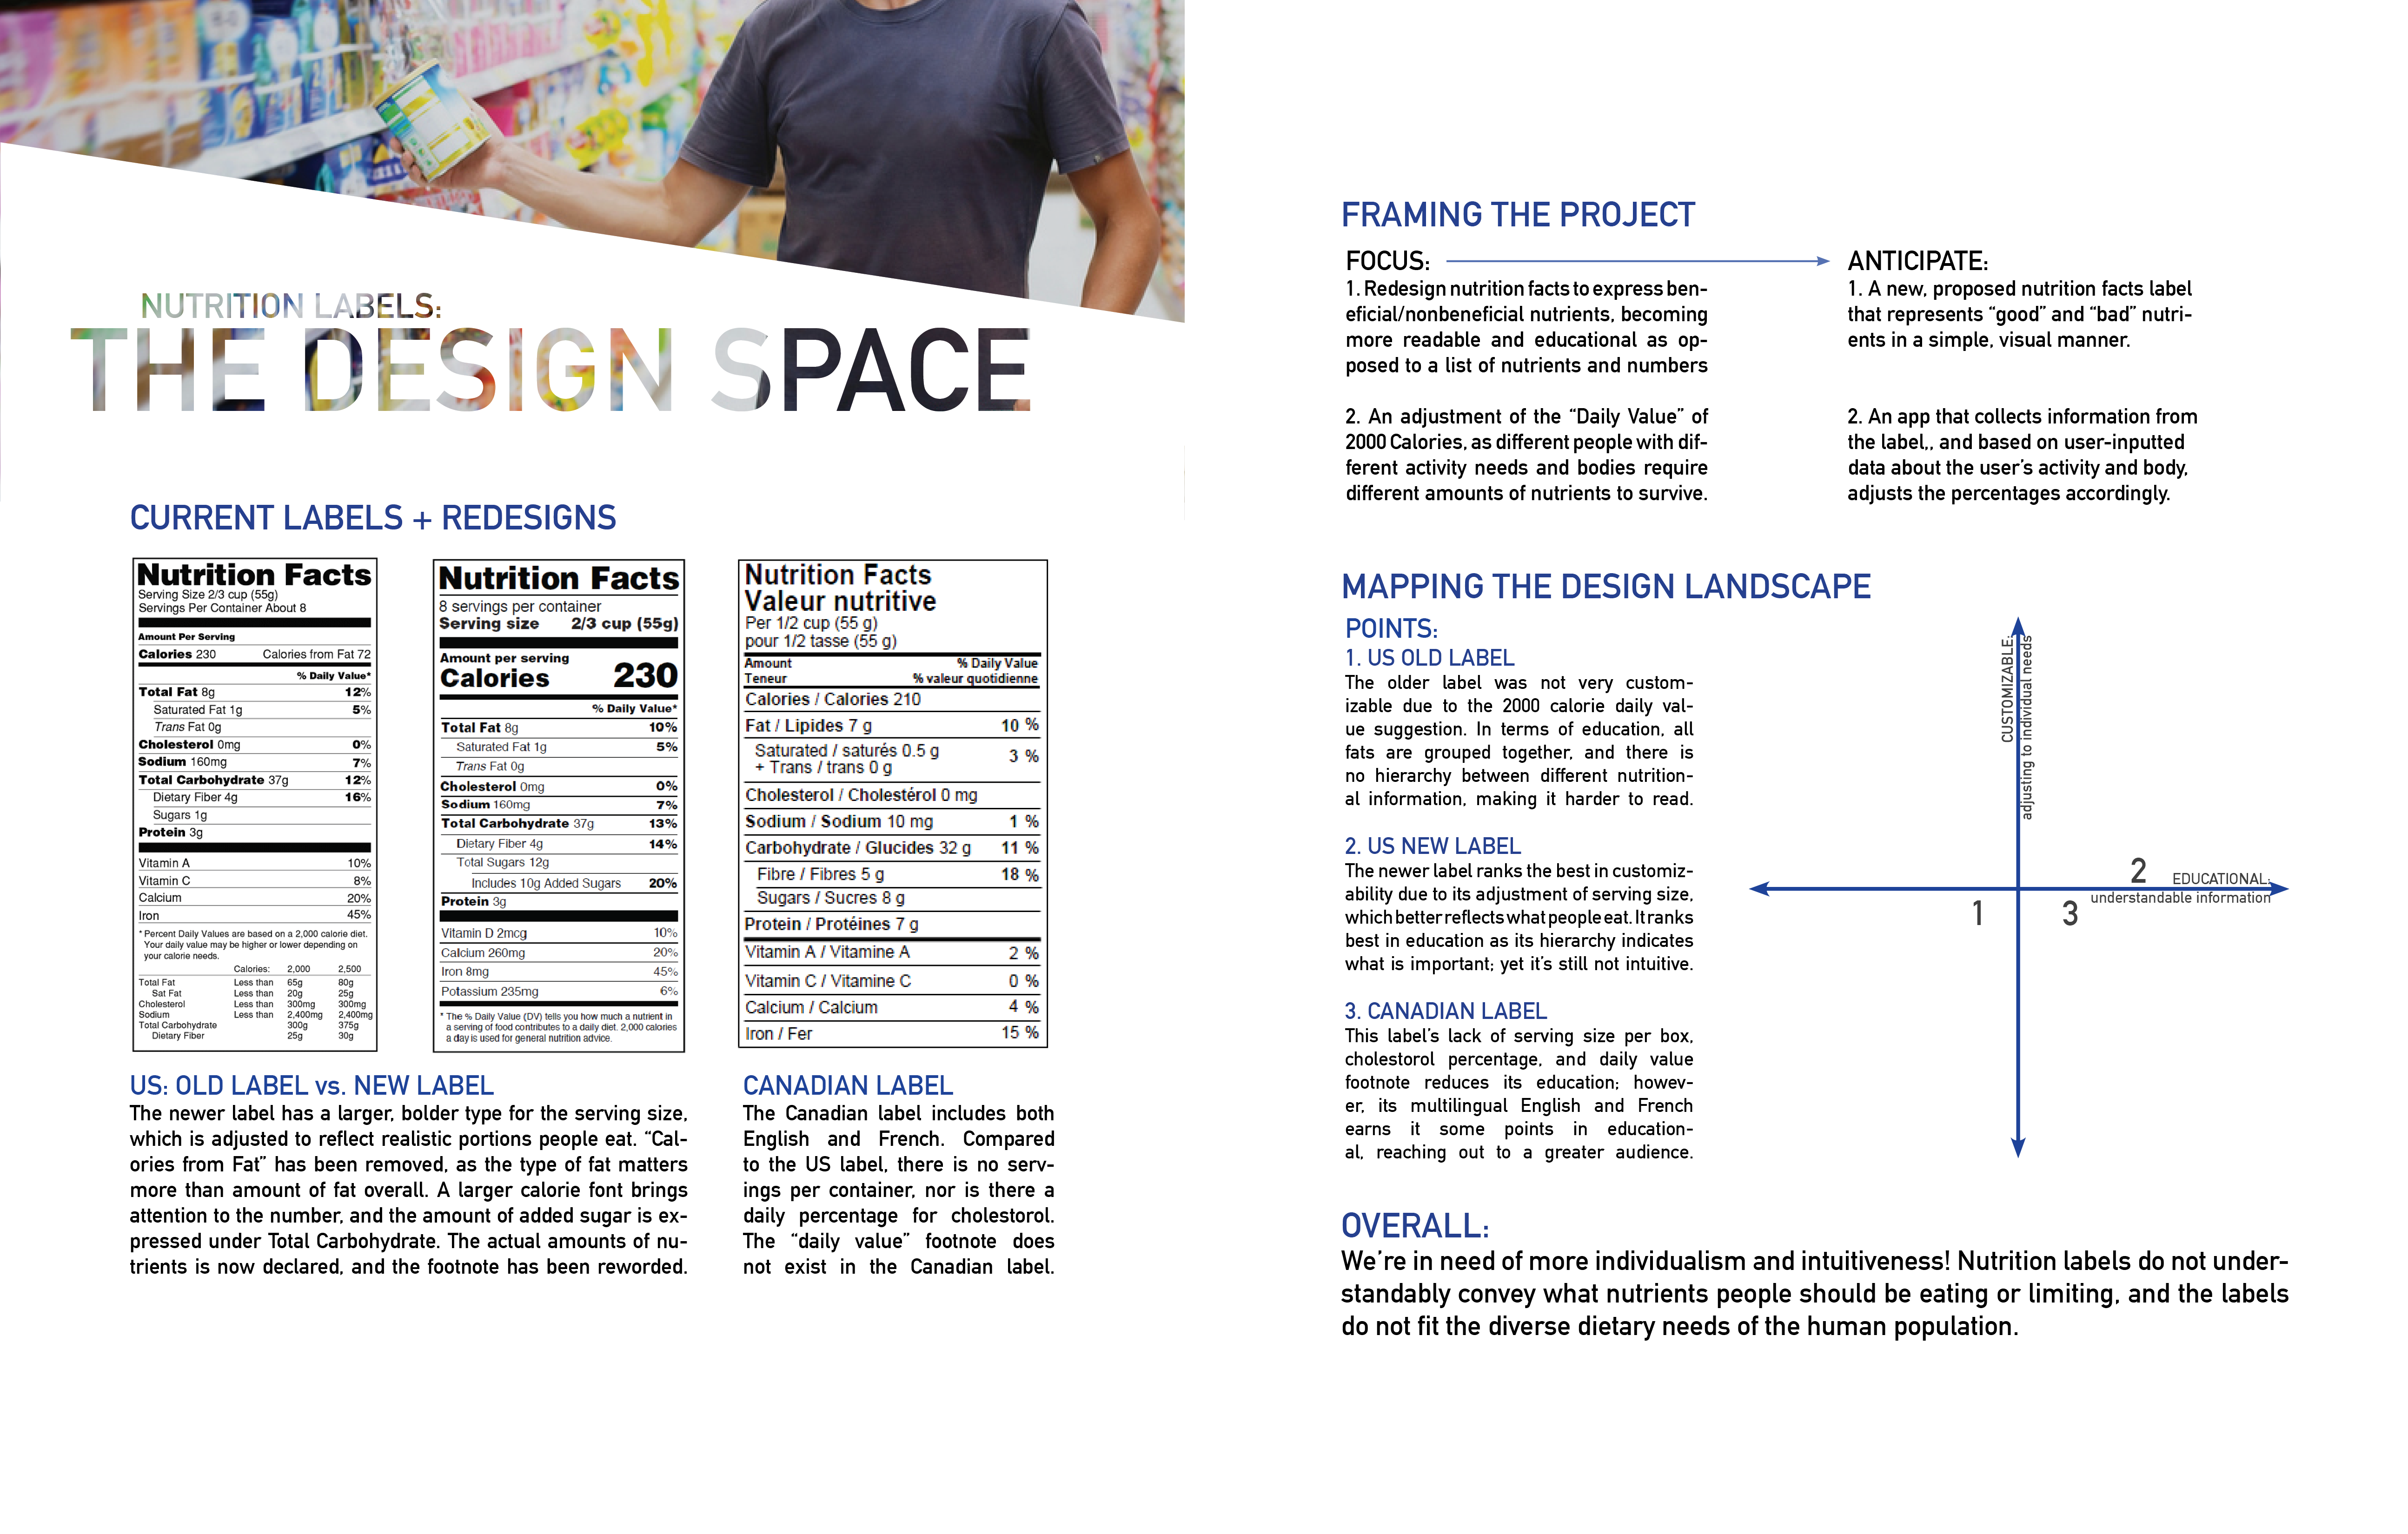 NUTRITION LABELS:
THE DESIGN SPACE
CURRENT LABELS + REDESIGNS
Nutrition Facts
Serving Size 2/3 cup (55g)
Servings Per Container About 8
Amount Per Serving
Calories 230 Calories from Fat 72
% Daily Value*
Total Fat 8g 12%
Saturated Fat 1g 5%
Trans Fat 0g
Cholesterol 0mg 0%
Sodium 160mg 7%
Total Carbohydrate 37g 12%
Dietary Fiber 4g 16%
Sugars 1g
Protein 3g
Vitamin A 10%
Vitamin C 8%
Calcium 20%
Iron 45%
* Percent Daily Values are based on a 2,000 calorie diet.
Your daily value may be higher or lower depending on
your calorie needs.
Calories: 2,000 2,500
Total Fat Less than 65g 80g
Sat Fat Less than 20g 25g
Cholesterol Less than 300mg 300mg
Sodium Less than 2,400mg 2,400mg
Total Carbohydrate 300g 375g
Dietary Fiber 25g 30g
Nutrition Facts
8 servings per container
Serving size 2/3 cup (55g)
Amount per serving
Calories 230
% Daily Value*
Total Fat 8g 10%
Saturated Fat 1g 5%
Trans Fat 0g
Cholesterol 0mg 0%
Sodium 160mg 7%
Total Carbohydrate 37g 13%
Dietary Fiber 4g 14%
Total Sugars 12g
Includes 10g Added Sugars 20%
Protein 3g
Vitamin D 2mcg 10%
Calcium 260mg 20%
Iron 8mg 45%
Potassium 235mg 6%
* The % Daily Value (DV) tells you how much a nutrient in
a serving of food contributes to a daily diet. 2,000 calories
a day is used for general nutrition advice.
Nutrition Facts
Valeur nutritive
Per 1/2 cup (55 g)
pour 1/2 tasse (55 g)
Amount % Daily Value
Teneur % valeur quotidienne
Calories / Calories 210
Fat / Lipides 7 g 10 %
Saturated / saturés 0.5 g
+ Trans / trans 0 g 3 %
Cholesterol / Cholestérol 0 mg
Sodium / Sodium 10 mg 1 %
Carbohydrate / Glucides 32 g 11 %
Fibre / Fibres 5 g 18 %
Sugars / Sucres 8 g
Protein / Protéines 7 g
Vitamin A / Vitamine A 2 %
Vitamin C / Vitamine C 0 %
Calcium / Calcium 4 %
Iron / Fer 15 %
US: OLD LABEL vs. NEW LABEL
The newer label has a larger, bolder type for the serving size,
which is adjusted to reflect realistic portions people eat. “Cal-
ories from Fat” has been removed, as the type of fat matters
more than amount of fat overall. A larger calorie font brings
attention to the number, and the amount of added sugar is ex-
pressed under Total Carbohydrate. The actual amounts of nu-
trients is now declared, and the footnote has been reworded.
CANADIAN LABEL
The Canadian label includes both
English and French. Compared
to the US label, there is no serv-
ings per container, nor is there a
daily percentage for cholestorol.
The “daily value” footnote does
not exist in the Canadian label.
FRAMING THE PROJECT
FOCUS:
1. Redesign nutrition facts to express ben-
eficial/nonbeneficial nutrients, becoming
more readable and educational as op-
posed to a list of nutrients and numbers
2. An adjustment of the “Daily Value” of
2000 Calories, as different people with dif-
ferent activity needs and bodies require
different amounts of nutrients to survive.
ANTICIPATE:
1. A new, proposed nutrition facts label
that represents “good” and “bad” nutri-
ents in a simple, visual manner.
2. An app that collects information from
the label,, and based on user-inputted
data about the user’s activity and body,
adjusts the percentages accordingly.
MAPPING THE DESIGN LANDSCAPE
POINTS:
1. US OLD LABEL
The older label was not very custom-
izable due to the 2000 calorie daily val-
ue suggestion. In terms of education, all
fats are grouped together, and there is
no hierarchy between different nutrition-
al information, making it harder to read.
2. US NEW LABEL
The newer label ranks the best in customiz-
ability due to its adjustment of serving size,
which better reflects what people eat. It ranks
best in education as its hierarchy indicates
what is important; yet it’s still not intuitive.
3. CANADIAN LABEL
This label’s lack of serving size per box,
cholestorol percentage, and daily value
footnote reduces its education; howev-
er, its multilingual English and French
earns it some points in education-
al, reaching out to a greater audience.
CUSTOMIZABLE:
adjusting to individual needs
2
EDUCATIONAL:
understandable information
1
3
OVERALL:
We’re in need of more individualism and intuitiveness! Nutrition labels do not under-
standably convey what nutrients people should be eating or limiting, and the labels
do not fit the diverse dietary needs of the human population.